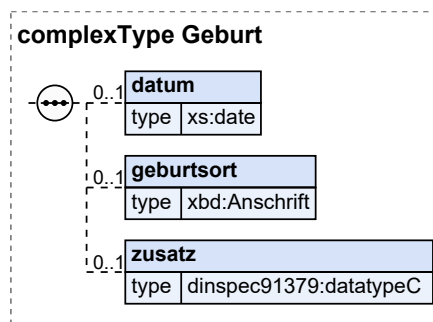 complexType Geburt
0..1 datum
type xs:date
0..1 geburtsort
type xbd:Anschrift
0..1 zusatz
type dinspec91379:datatypeC